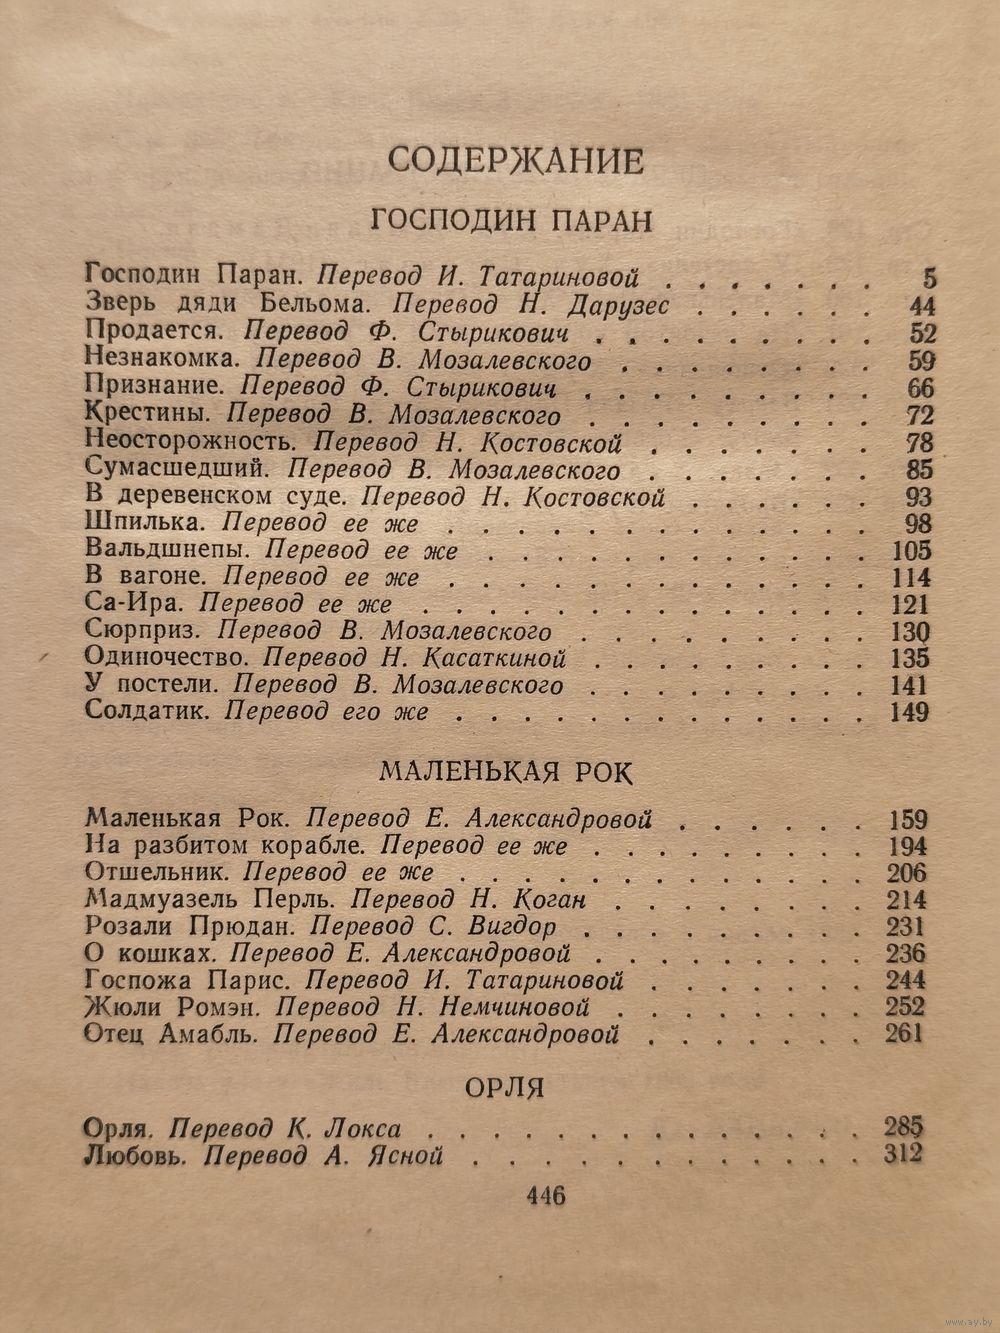 СОДЕРЖАНИЕ
ГОСПОДИН ПАРАН
Господин Паран. Перевод И. Татариновой . . . . . . . 5
Зверь дяди Бельома. Перевод Н. Дарузес . . . . . . 44
Продается. Перевод Ф. Стырикович . . . . . . . . 52
Незнакомка. Перевод В. Мозалевского . . . . . . . 59
Признание. Перевод Ф. Стырикович . . . . . . . . 66
Крестины. Перевод В. Мозалевского . . . . . . . . 72
Неосторожность. Перевод Н. Костовской . . . . . . . 78
Сумасшедший. Перевод В. Мозалевского . . . . . . . 85
В деревенском суде. Перевод Н. Костовской . . . . . . 93
Шпилька. Перевод ее же . . . . . . . . . . . . 98
Вальдшнепы. Перевод ее же . . . . . . . . . . . 105
В вагоне. Перевод ее же . . . . . . . . . . . . 114
Са-Ира. Перевод ее же . . . . . . . . . . . . . 121
Сюрприз. Перевод В. Мозалевского . . . . . . . . 130
Одиночество. Перевод Н. Касаткиной . . . . . . . . 135
У постели. Перевод В. Мозалевского . . . . . . . . 141
Солдатик. Перевод его же . . . . . . . . . . . . 149
МАЛЕНЬКАЯ РОК
Маленькая Рок. Перевод Е. Александровой . . . . . . 159
На разбитом корабле. Перевод ее же . . . . . . . . 194
Отшельник. Перевод ее же . . . . . . . . . . . . 206
Мадмуазель Перль. Перевод Н. Коган . . . . . . . . 214
Розали Прюдан. Перевод С. Вигдор . . . . . . . . . 231
О кошках. Перевод Е. Александровой . . . . . . . . 236
Госпожа Парис. Перевод И. Татариновой . . . . . . . 244
Жюли Ромэн. Перевод Н. Немчиновой . . . . . . . . 252
Отец Амабль. Перевод Е. Александровой . . . . . . . 261
ОРЛЯ
Орля. Перевод К. Локса . . . . . . . . . . . . . 285
Любовь. Перевод А. Ясной . . . . . . . . . . . . 312
446
www.ay.by